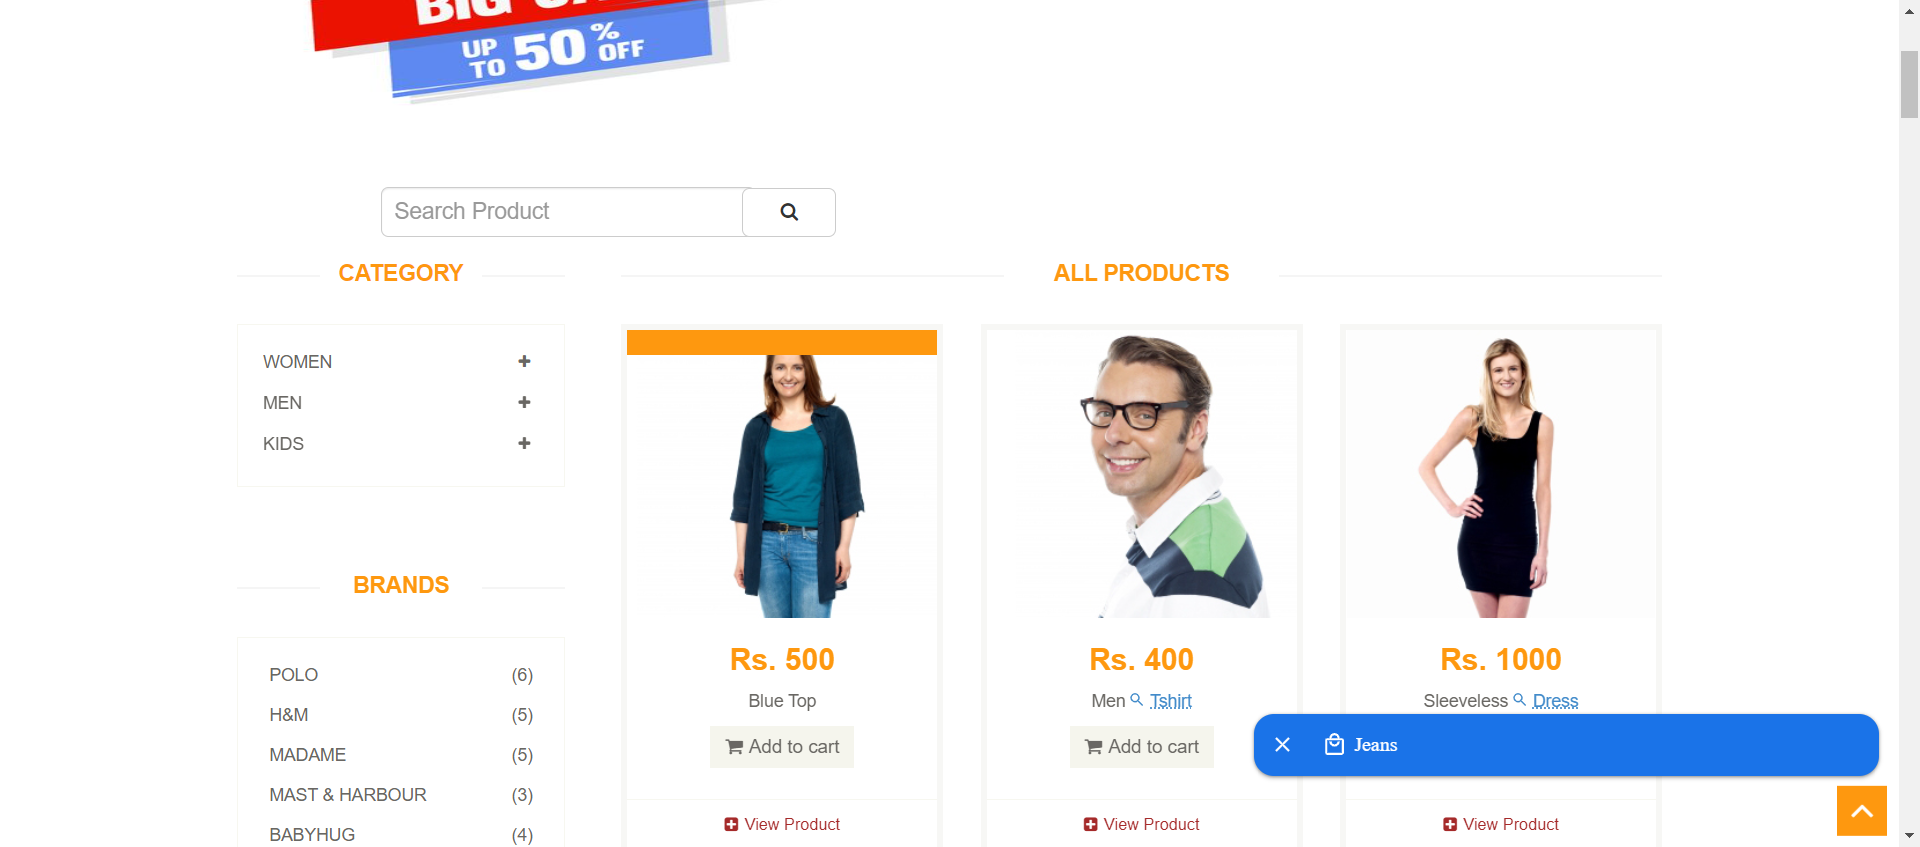 BIG
UP TO 50% OFF
Search Product
CATEGORY
WOMEN
MEN
KIDS
BRANDS
POLO (6)
H&M (5)
MADAME (5)
MAST & HARBOUR (3)
BABYHUG (4)
ALL PRODUCTS
Rs. 500
Blue Top
Add to cart
View Product
Rs. 400
Men Tshirt
Add to cart
View Product
Rs. 1000
Sleeveless Dress
View Product
Jeans